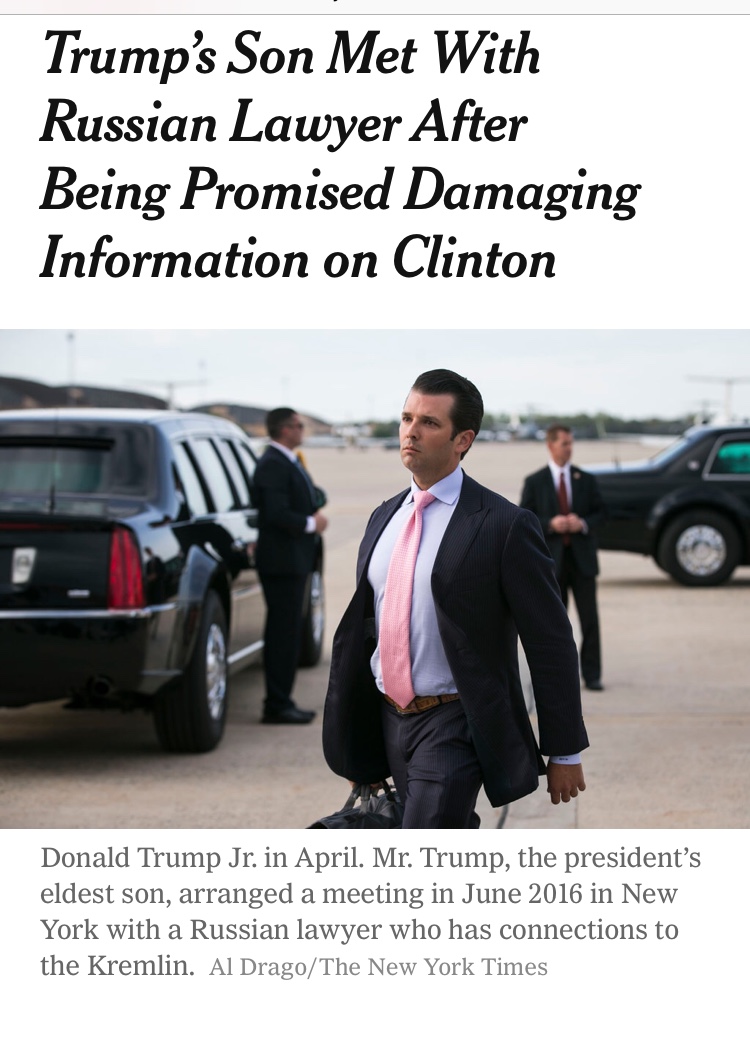 Trump's Son Met With
Russian Lawyer After
Being Promised Damaging
Information on Clinton
Donald Trump Jr. in April. Mr. Trump, the president's
eldest son, arranged a meeting in June 2016 in New
York with a Russian lawyer who has connections to
the Kremlin. Al Drago/The New York Times